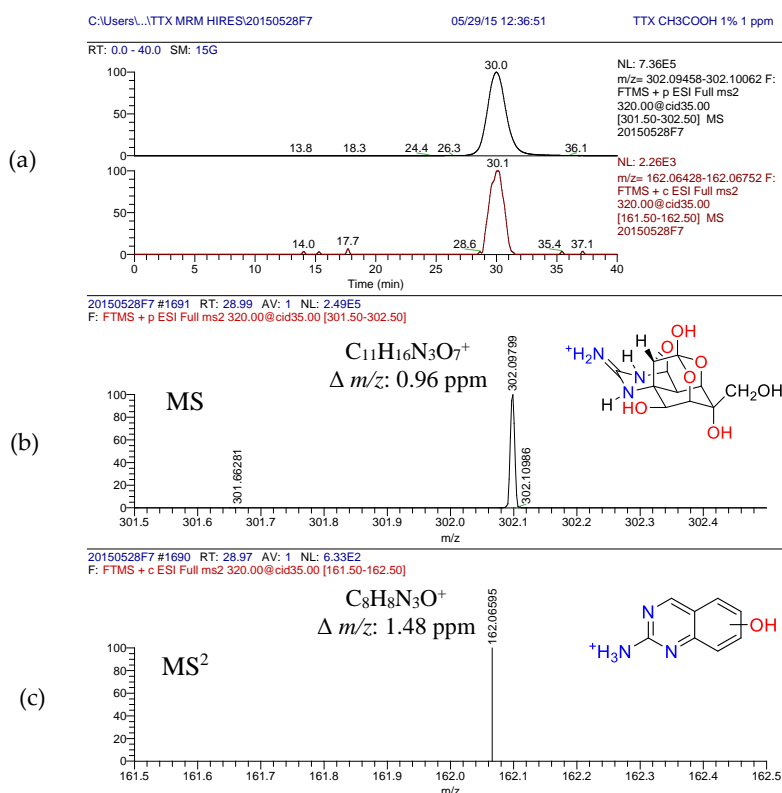 C:\Users\...\TTX MRM HIRES\20150528F7 05/29/15 12:36:51 TTX CH3COOH 1% 1 ppm
RT: 0.0 - 40.0 SM: 15G
NL: 7.36E5
m/z= 302.09458-302.10062 F:
FTMS + p ESI Full ms2
320.00@cid35.00
[301.50-302.50] MS
20150528F7
(a)
100
50
0
13.8 18.3 24.4 26.3 30.0 36.1
NL: 2.26E3
m/z= 162.06428-162.06752 F:
FTMS + c ESI Full ms2
320.00@cid35.00
[161.50-162.50] MS
20150528F7
100
50
0
14.0 17.7 28.6 30.1 35.4 37.1
0 5 10 15 20 25 30 35 40
Time (min)
20150528F7 #1691 RT: 28.99 AV: 1 NL: 2.49E5
F: FTMS + p ESI Full ms2 320.00@cid35.00 [301.50-302.50]
(b)
MS
C₁₁H₁₆N₃O₇⁺
Δ m/z: 0.96 ppm
301.66281
302.09799
302.10986
100
80
60
40
20
0
⁺H₂N
H
N
N
H
H
O
OH
O
O
HO
OH
CH₂OH
301.5 301.6 301.7 301.8 301.9 302.0 302.1 302.2 302.3 302.4
m/z
20150528F7 #1690 RT: 28.97 AV: 1 NL: 6.33E2
F: FTMS + c ESI Full ms2 320.00@cid35.00 [161.50-162.50]
(c)
MS²
C₈H₈N₃O⁺
Δ m/z: 1.48 ppm
162.06595
100
80
60
40
20
0
⁺H₃N
N
N
OH
161.5 161.6 161.7 161.8 161.9 162.0 162.1 162.2 162.3 162.4 162.5
m/z